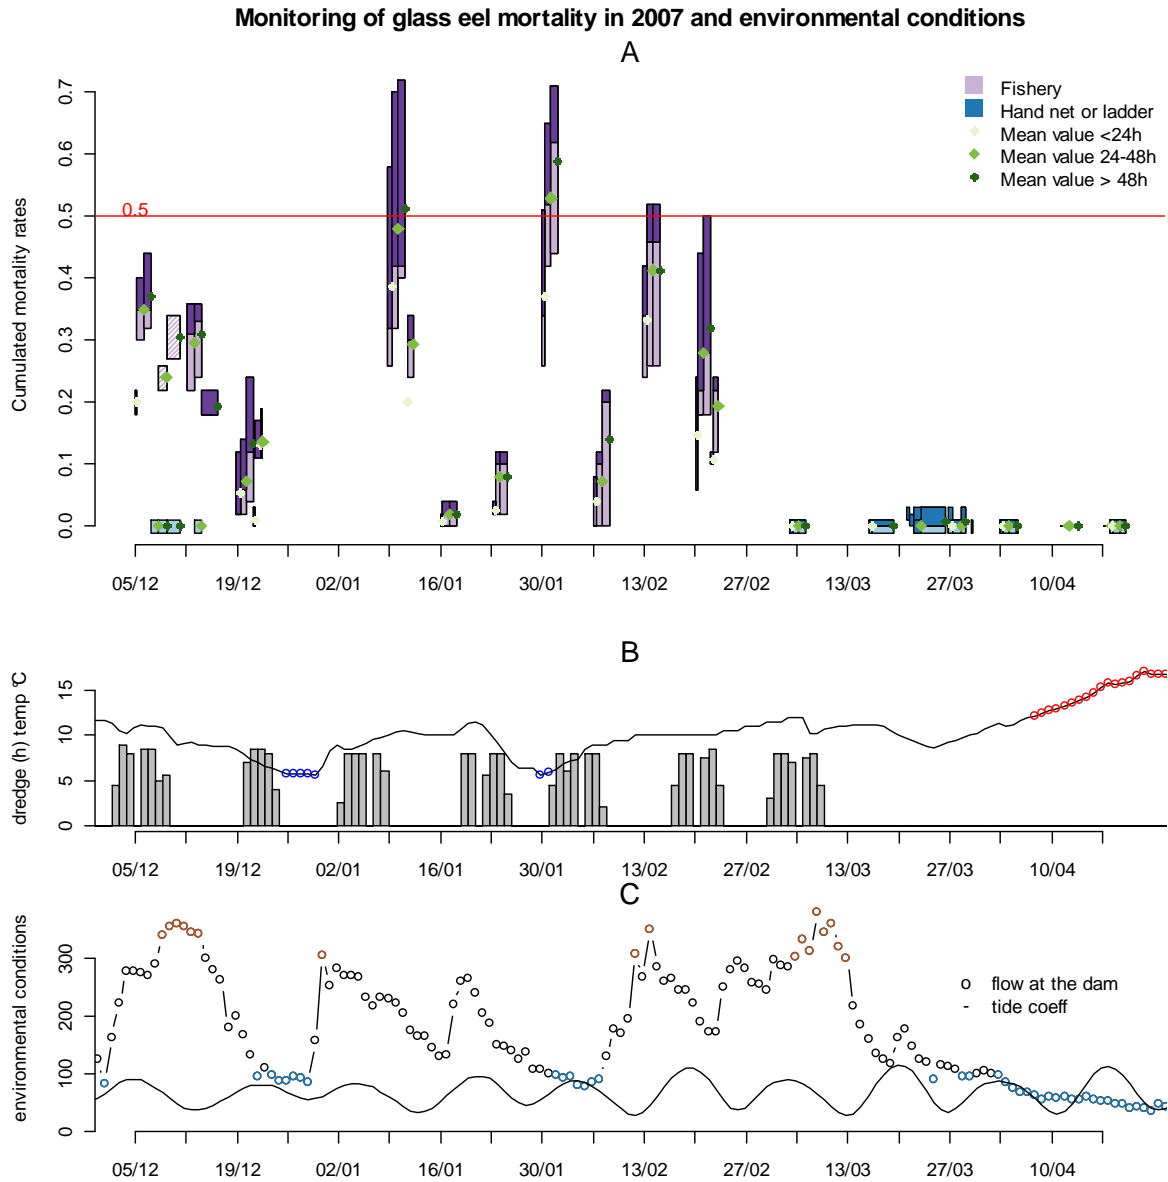 Monitoring of glass eel mortality in 2007 and environmental conditions
A
Cumulated mortality rates
0.7
0.6
0.5
0.4
0.3
0.2
0.1
0.0
0.5
Fishery
Hand net or ladder
Mean value <24h
Mean value 24-48h
Mean value > 48h
05/12 19/12 02/01 16/01 30/01 13/02 27/02 13/03 27/03 10/04
B
dredge (h) temp °C
15
10
5
0
05/12 19/12 02/01 16/01 30/01 13/02 27/02 13/03 27/03 10/04
C
environmental conditions
300
200
100
0
o flow at the dam
- tide coeff
05/12 19/12 02/01 16/01 30/01 13/02 27/02 13/03 27/03 10/04